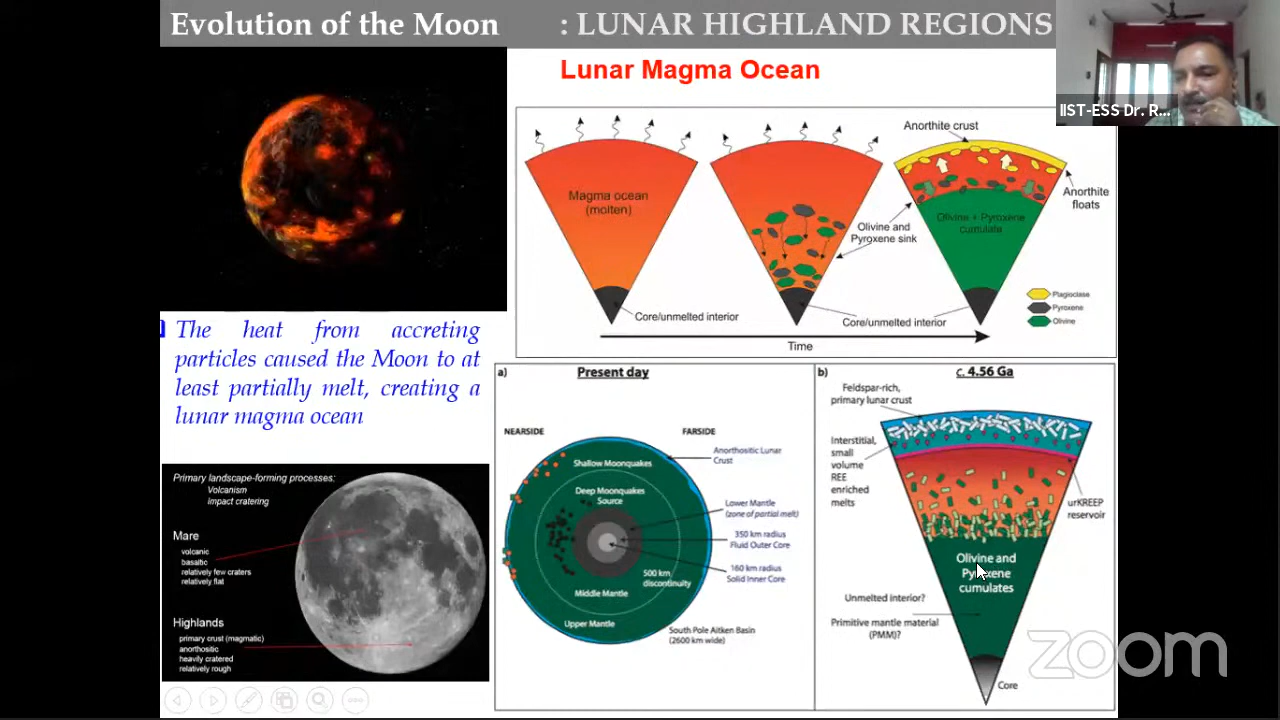 Evolution of the Moon : LUNAR HIGHLAND REGIONS
IIST-ESS Dr. R...
Lunar Magma Ocean
Magma ocean
(molten)
Core/unmelted interior
Olivine and
Pyroxene sink
Core/unmelted interior
Anorthite crust
Anorthite
floats
Olivine + Pyroxene
cumulate
Plagioclase
Pyroxene
Olivine
Time
The heat from accreting
particles caused the Moon to at
least partially melt, creating a
lunar magma ocean
Primary landscape-forming processes:
Volcanism
Impact cratering
Mare
volcanic
basaltic
relatively few craters
relatively flat
Highlands
primary crust (magmatic)
anorthositic
heavily cratered
relatively rough
a)
Present day
NEARSIDE
FARSIDE
Shallow Moonquakes
Deep Moonquakes
Source
500 km
discontinuity
Middle Mantle
Upper Mantle
Anorthositic Lunar
Crust
Lower Mantle
(zone of partial melt)
350 km radius
Fluid Outer Core
160 km radius
Solid Inner Core
South Pole Aitken Basin
(2600 km wide)
b)
c. 4.56 Ga
Feldspar-rich,
primary lunar crust
Interstitial,
small
volume
REE
enriched
melts
urKREEP
reservoir
Olivine and
Pyroxene
cumulates
Unmelted interior?
Primitive mantle material
(PMM)?
Core
zoom